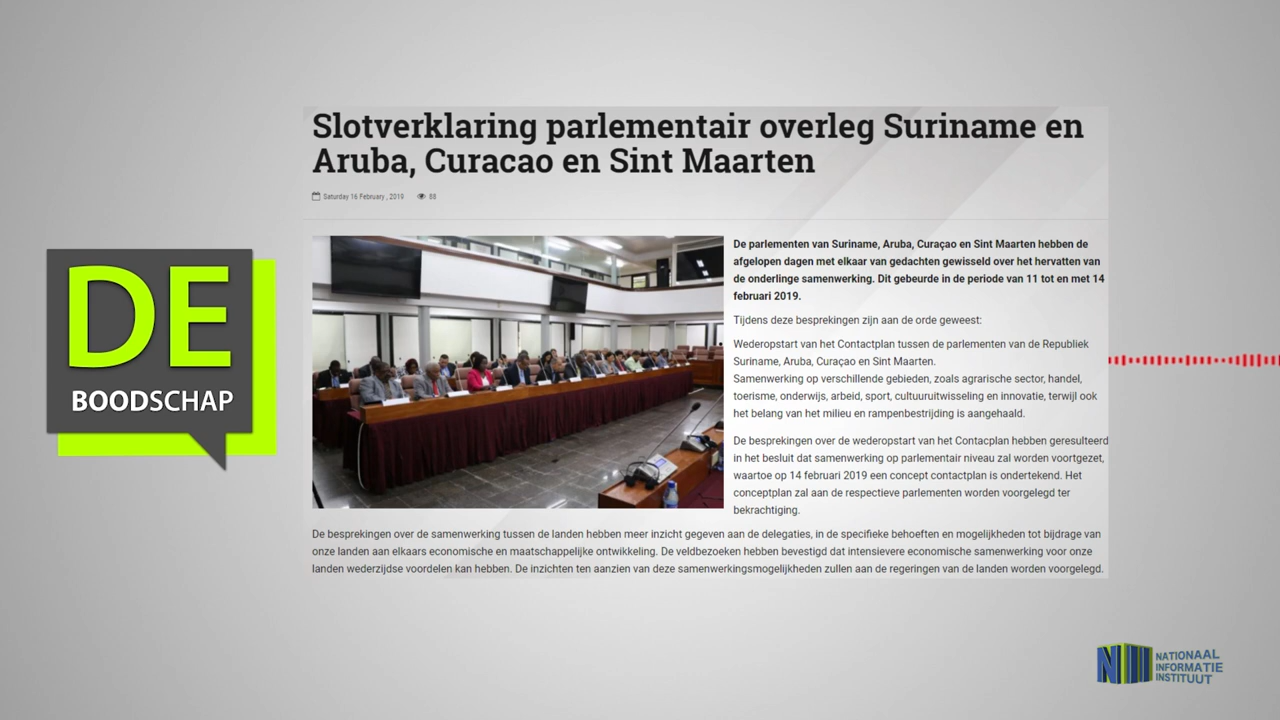 Slotverklaring parlementair overleg Suriname en
Aruba, Curacao en Sint Maarten
Saturday 16 February , 2019 88
DE
BOODSCHAP
De parlementen van Suriname, Aruba, Curaçao en Sint Maarten hebben de
afgelopen dagen met elkaar van gedachten gewisseld over het hervatten van
de onderlinge samenwerking. Dit gebeurde in de periode van 11 tot en met 14
februari 2019.
Tijdens deze besprekingen zijn aan de orde geweest:
Wederopstart van het Contactplan tussen de parlementen van de Republiek
Suriname, Aruba, Curaçao en Sint Maarten.
Samenwerking op verschillende gebieden, zoals agrarische sector, handel,
toerisme, onderwijs, arbeid, sport, cultuuruitwisseling en innovatie, terwijl ook
het belang van het milieu en rampenbestrijding is aangehaald.
De besprekingen over de wederopstart van het Contacplan hebben geresulteerd
in het besluit dat samenwerking op parlementair niveau zal worden voortgezet,
waartoe op 14 februari 2019 een concept contactplan is ondertekend. Het
conceptplan zal aan de respectieve parlementen worden voorgelegd ter
bekrachtiging.
De besprekingen over de samenwerking tussen de landen hebben meer inzicht gegeven aan de delegaties, in de specifieke behoeften en mogelijkheden tot bijdrage van
onze landen aan elkaars economische en maatschappelijke ontwikkeling. De veldbezoeken hebben bevestigd dat intensievere economische samenwerking voor onze
landen wederzijdse voordelen kan hebben. De inzichten ten aanzien van deze samenwerkingsmogelijkheden zullen aan de regeringen van de landen worden voorgelegd.
NII NATIONAAL
INFORMATIE
INSTITUUT